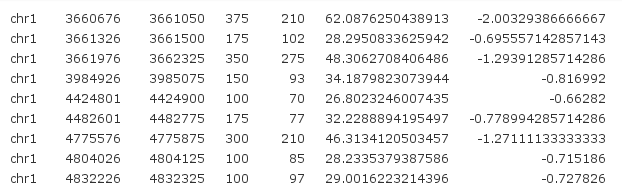 chr1 3660676 3661050 375 210 62.0876250438913 -2.00329386666667
chr1 3661326 3661500 175 102 28.2950833625942 -0.695557142857143
chr1 3661976 3662325 350 275 48.3062708406486 -1.29391285714286
chr1 3984926 3985075 150 93 34.1879823073944 -0.816992
chr1 4424801 4424900 100 70 26.8023246007435 -0.66282
chr1 4482601 4482775 175 77 32.2288894195497 -0.778994285714286
chr1 4775576 4775875 300 210 46.3134120503457 -1.27111133333333
chr1 4804026 4804125 100 85 28.2335379387586 -0.715186
chr1 4832226 4832325 100 97 29.0016223214396 -0.727826